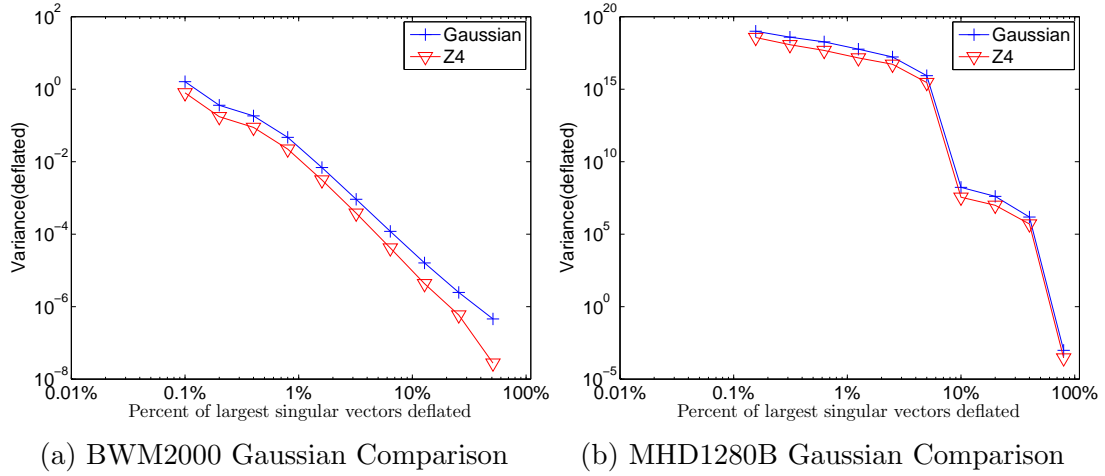 10^2
10^0
10^−2
10^−4
10^−6
10^−8
Variance(deflated)
Gaussian
Z4
0.01% 0.1% 1% 10% 100%
Percent of largest singular vectors deflated
(a) BWM2000 Gaussian Comparison
10^20
10^15
10^10
10^5
10^0
10^−5
Variance(deflated)
Gaussian
Z4
0.01% 0.1% 1% 10% 100%
Percent of largest singular vectors deflated
(b) MHD1280B Gaussian Comparison